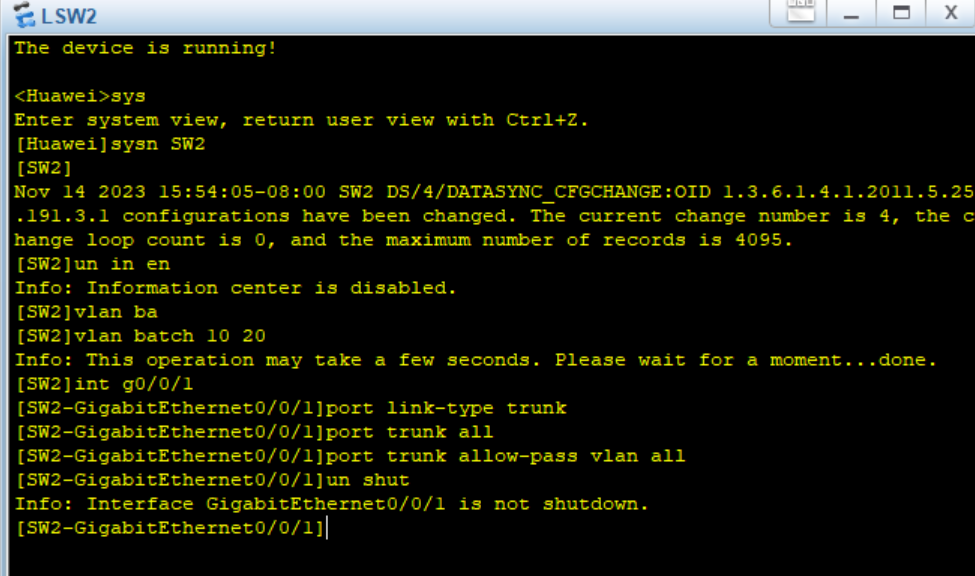 LSW2
The device is running!
<Huawei>sys
Enter system view, return user view with Ctrl+Z.
[Huawei]sysn SW2
[SW2]
Nov 14 2023 15:54:05-08:00 SW2 DS/4/DATASYNC_CFGCHANGE:OID 1.3.6.1.4.1.2011.5.25
.191.3.1 configurations have been changed. The current change number is 4, the c
hange loop count is 0, and the maximum number of records is 4095.
[SW2]un in en
Info: Information center is disabled.
[SW2]vlan ba
[SW2]vlan batch 10 20
Info: This operation may take a few seconds. Please wait for a moment...done.
[SW2]int g0/0/1
[SW2-GigabitEthernet0/0/1]port link-type trunk
[SW2-GigabitEthernet0/0/1]port trunk all
[SW2-GigabitEthernet0/0/1]port trunk allow-pass vlan all
[SW2-GigabitEthernet0/0/1]un shut
Info: Interface GigabitEthernet0/0/1 is not shutdown.
[SW2-GigabitEthernet0/0/1]